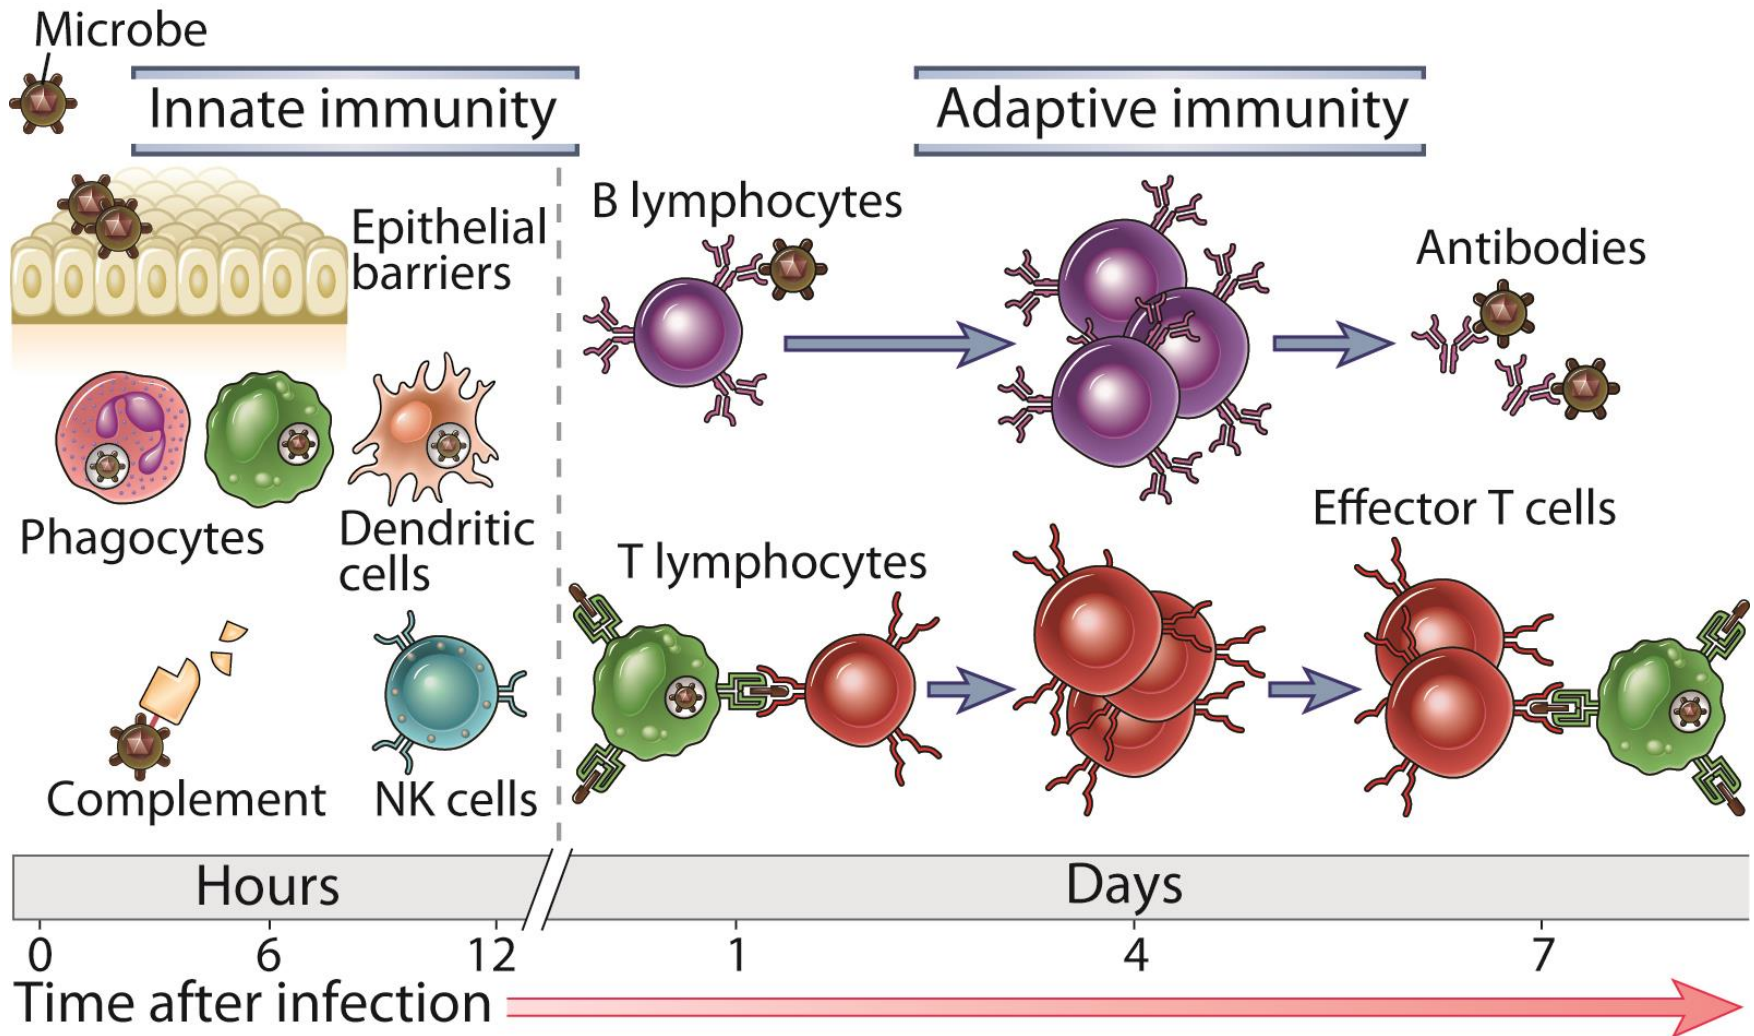 Microbe
Innate immunity
Adaptive immunity
Epithelial
barriers
B lymphocytes
Antibodies
Phagocytes
Dendritic
cells
T lymphocytes
Effector T cells
Complement
NK cells
Hours
Days
0
6
12
1
4
7
Time after infection